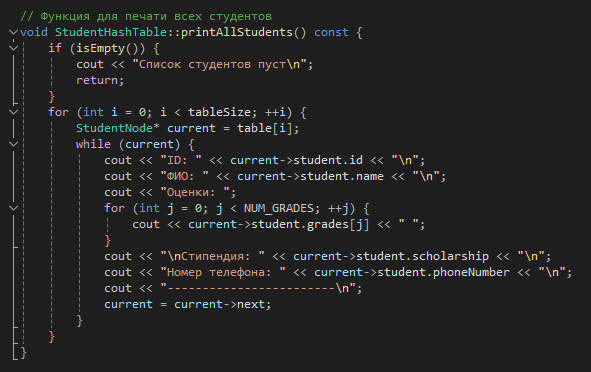 // Функция для печати всех студентов
void StudentHashTable::printAllStudents() const {
    if (isEmpty()) {
        cout << "Список студентов пуст\n";
        return;
    }
    for (int i = 0; i < tableSize; ++i) {
        StudentNode* current = table[i];
        while (current) {
            cout << "ID: " << current->student.id << "\n";
            cout << "ФИО: " << current->student.name << "\n";
            cout << "Оценки: ";
            for (int j = 0; j < NUM_GRADES; ++j) {
                cout << current->student.grades[j] << " ";
            }
            cout << "\nСтипендия: " << current->student.scholarship << "\n";
            cout << "Номер телефона: " << current->student.phoneNumber << "\n";
            cout << "------------------------\n";
            current = current->next;
        }
    }
}